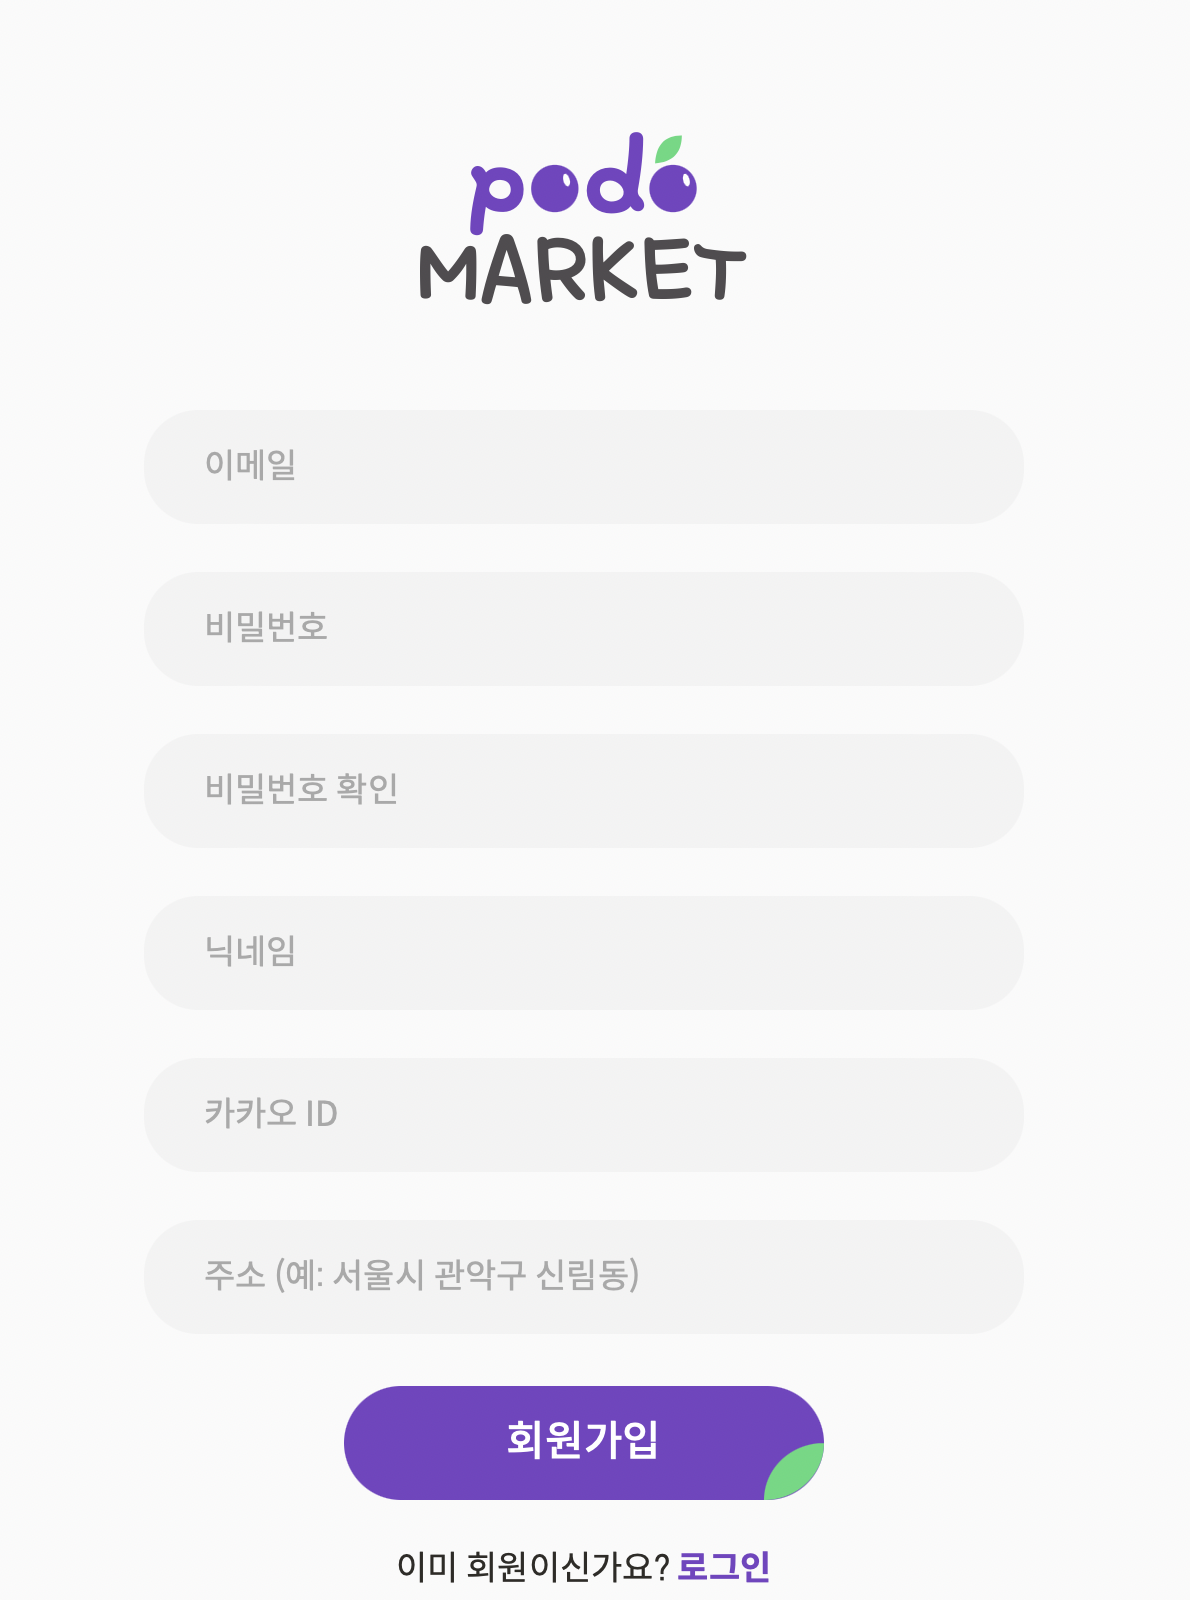 podo
MARKET
이메일
비밀번호
비밀번호 확인
닉네임
카카오 ID
주소 (예: 서울시 관악구 신림동)
회원가입
이미 회원이신가요? 로그인